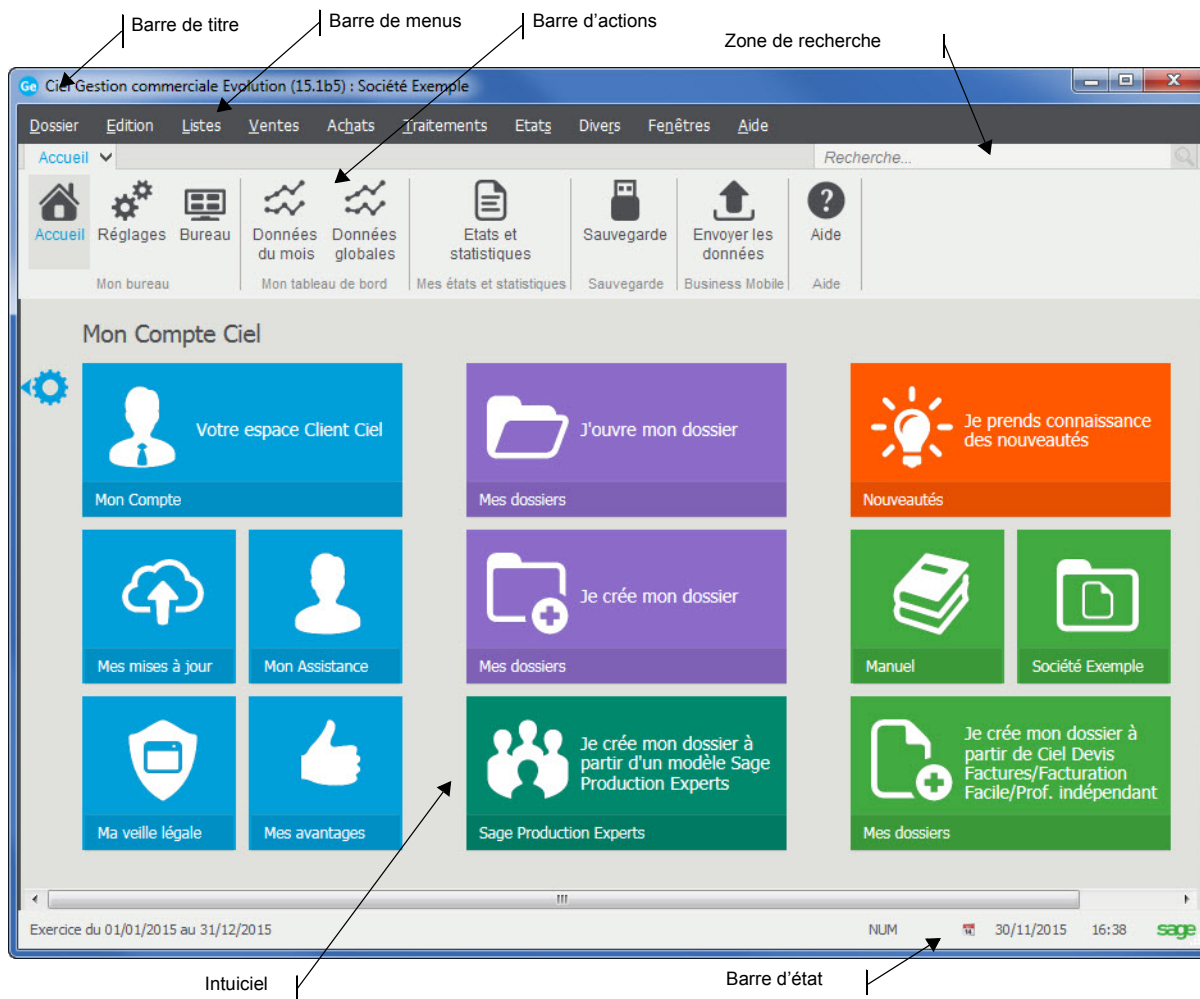 Barre de titre
Barre de menus
Barre d'actions
Zone de recherche
Ge Ciel Gestion commerciale Evolution (15.1b5) : Société Exemple
Dossier Edition Listes Ventes Achats Traitements Etats Divers Fenêtres Aide
Accueil
Recherche...
Accueil
Réglages
Bureau
Données du mois
Données globales
Etats et statistiques
Sauvegarde
Envoyer les données
Aide
Mon bureau
Mon tableau de bord
Mes états et statistiques
Sauvegarde
Business Mobile
Aide
Mon Compte Ciel
Votre espace Client Ciel
Mon Compte
J'ouvre mon dossier
Mes dossiers
Je prends connaissance
des nouveautés
Nouveautés
Mes mises à jour
Mon Assistance
Je crée mon dossier
Mes dossiers
Manuel
Société Exemple
Ma veille légale
Mes avantages
Je crée mon dossier à
partir d'un modèle Sage
Production Experts
Sage Production Experts
Je crée mon dossier à
partir de Ciel Devis
Factures/Facturation
Facile/Prof. indépendant
Mes dossiers
Exercice du 01/01/2015 au 31/12/2015
NUM
14
30/11/2015
16:38
sage
Intuiciel
Barre d'état